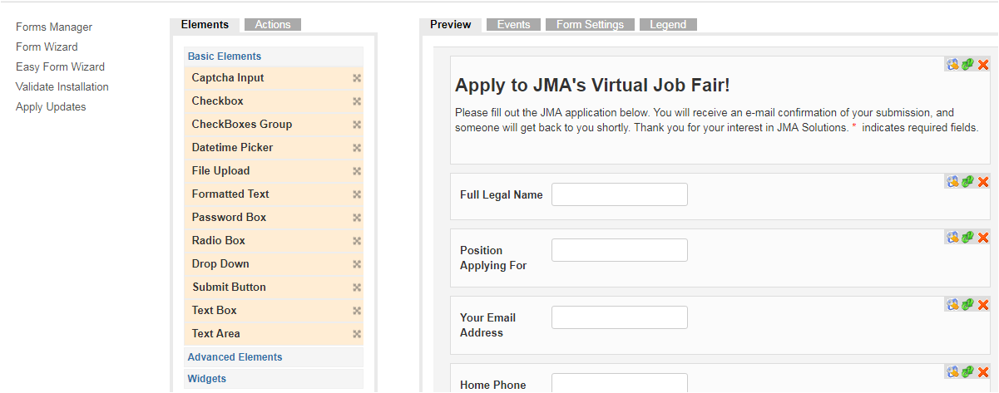 Forms Manager
Form Wizard
Easy Form Wizard
Validate Installation
Apply Updates
Elements
Actions
Basic Elements
Captcha Input
Checkbox
CheckBoxes Group
Datetime Picker
File Upload
Formatted Text
Password Box
Radio Box
Drop Down
Submit Button
Text Box
Text Area
Advanced Elements
Widgets
Preview
Events
Form Settings
Legend
Apply to JMA's Virtual Job Fair!
Please fill out the JMA application below. You will receive an e-mail confirmation of your submission, and
someone will get back to you shortly. Thank you for your interest in JMA Solutions. * indicates required fields.
Full Legal Name
Position
Applying For
Your Email
Address
Home Phone